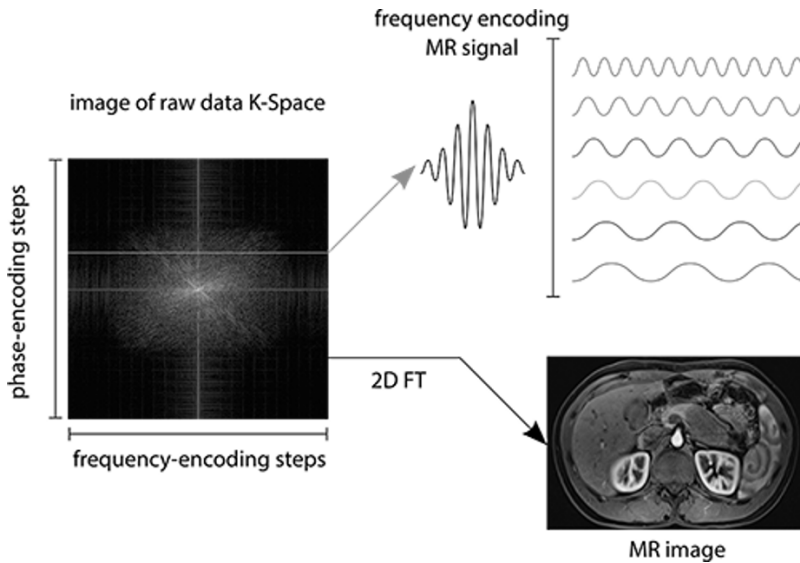 frequency encoding
MR signal
image of raw data K-Space
phase-encoding steps
2D FT
frequency-encoding steps
MR image